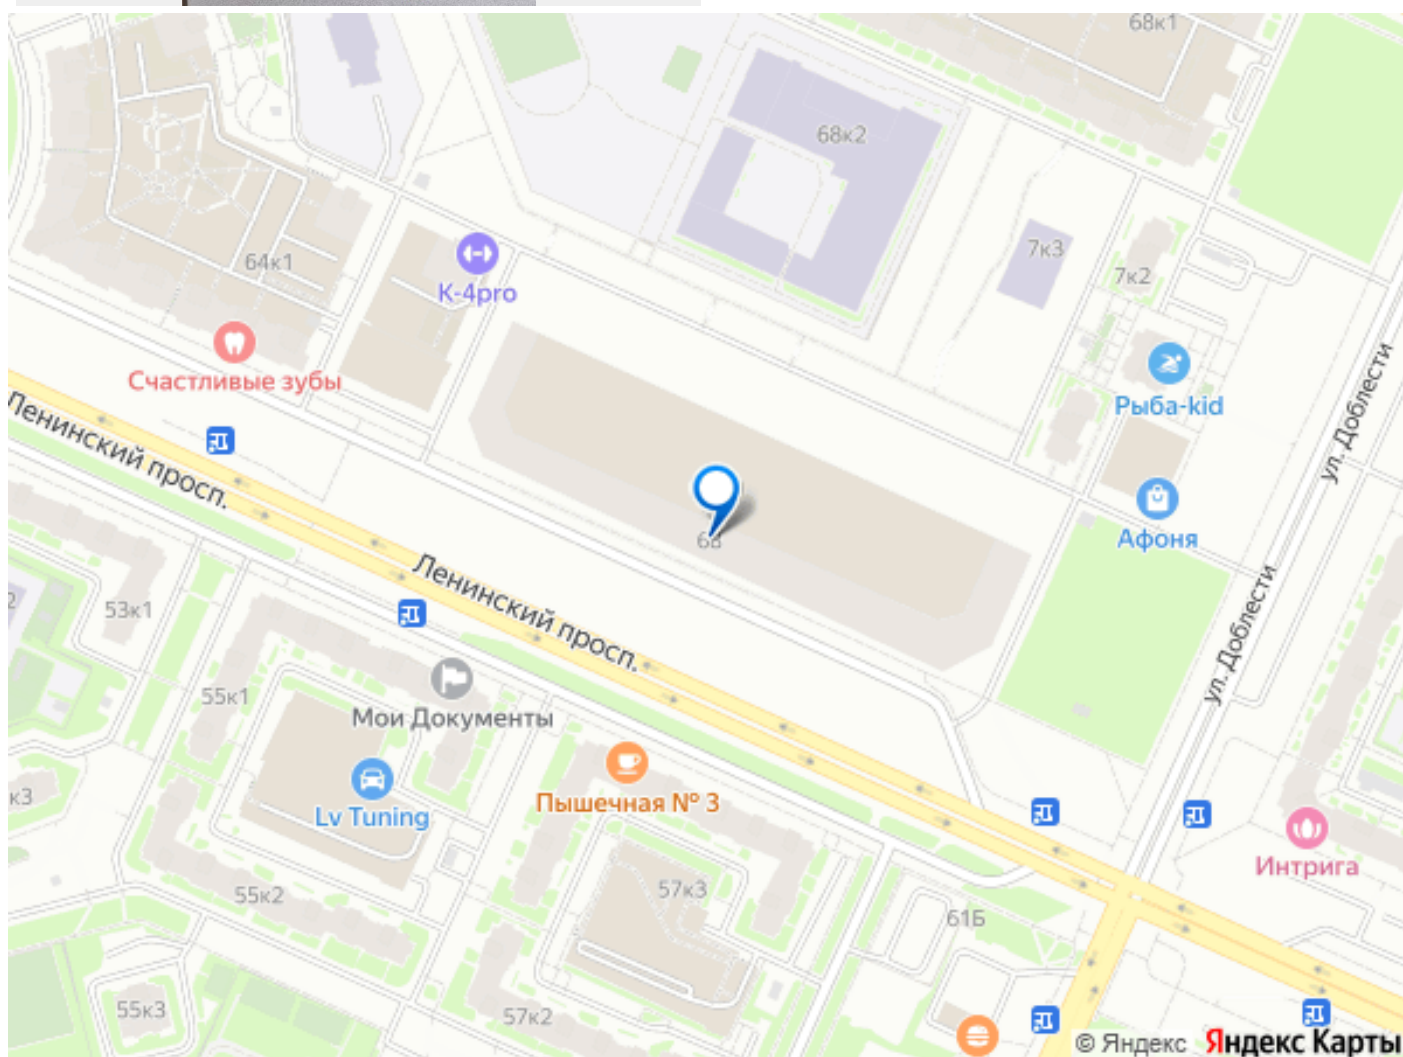 68к1
68к2
7к3
7к2
64к1
K-4pro
Счастливые зубы
Рыба-kid
Афоня
ул. Доблести
Ленинский просп.
Ленинский просп.
ул. Доблести
53к1
55к1
Мои Документы
Lv Tuning
Пышечная № 3
Интрига
к3
55к2
57к3
61Б
55к3
57к2
© Яндекс Яндекс Карты